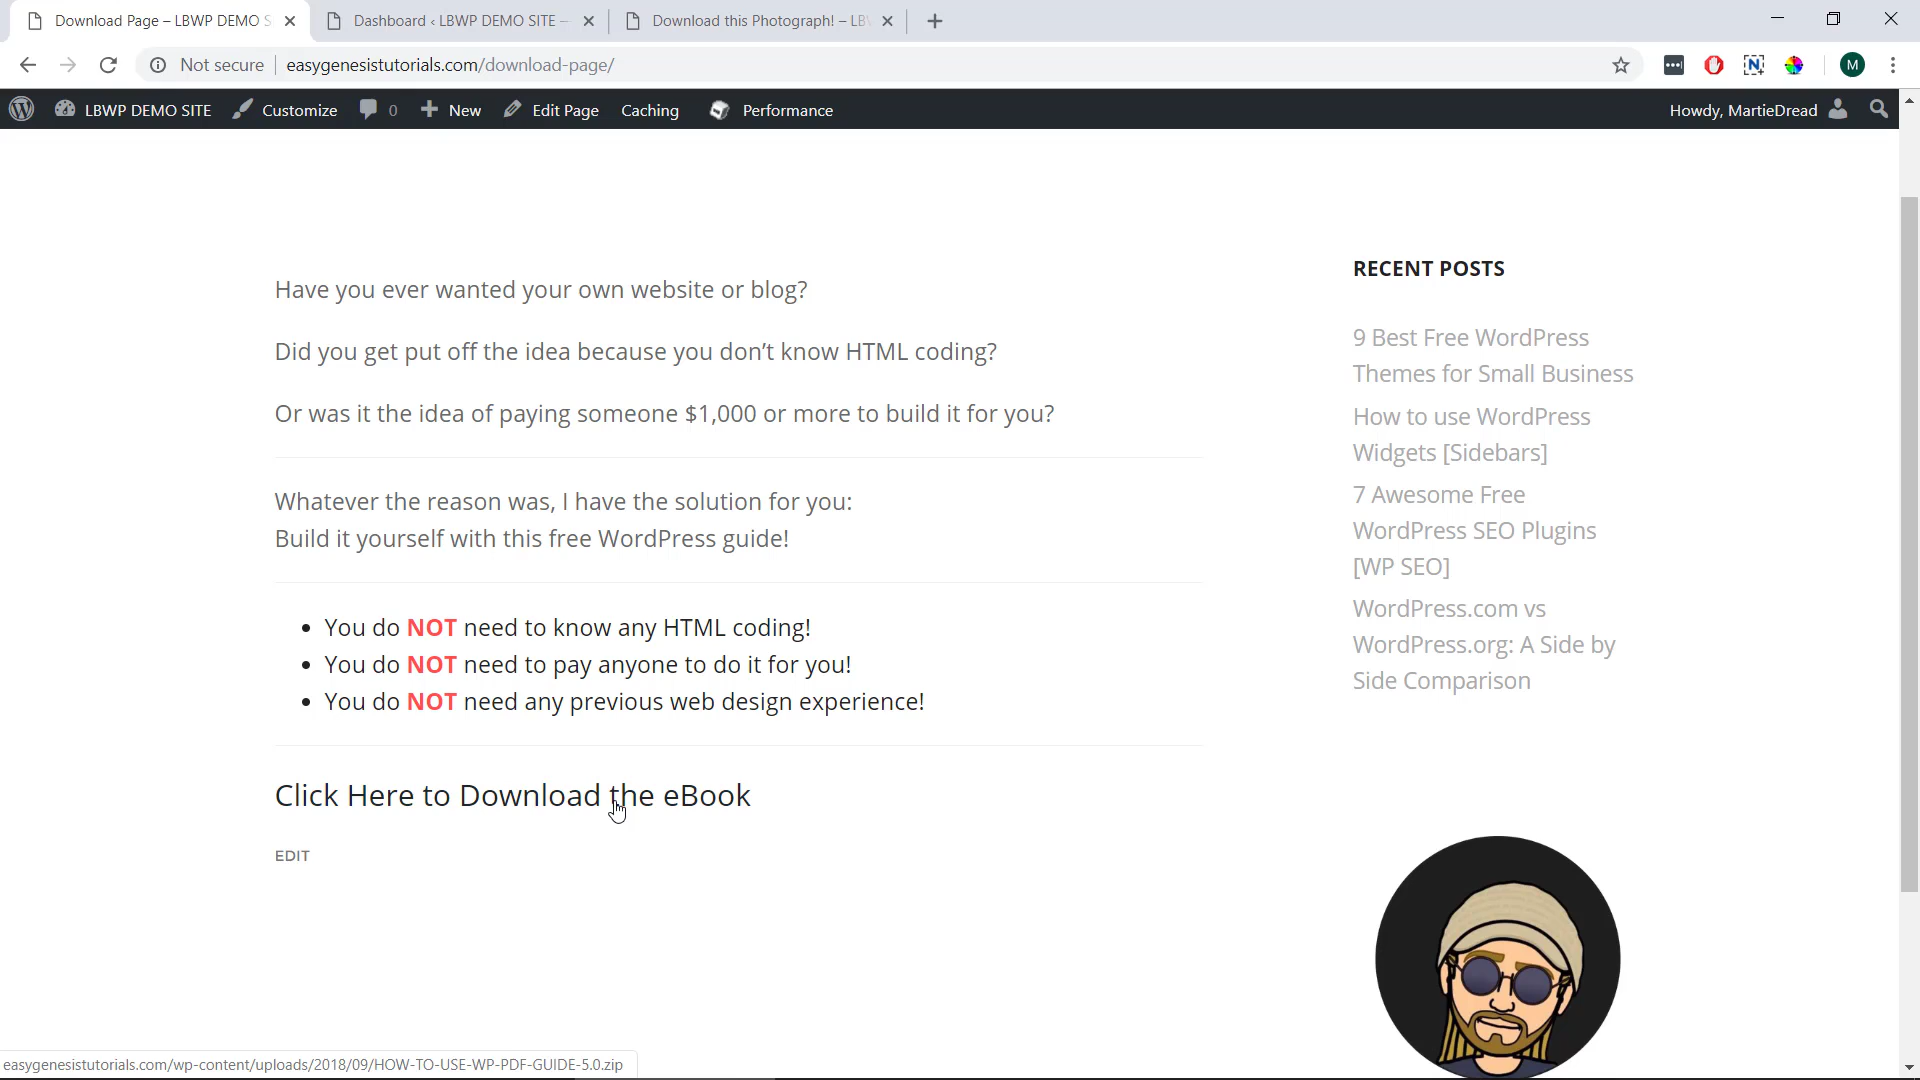 Download Page – LBWP DEMO S
Dashboard ‹ LBWP DEMO SITE –
Download this Photograph! – LB
Not secure
easygenesistutorials.com/download-page/
N
M
LBWP DEMO SITE
Customize
0
New
Edit Page
Caching
Performance
Howdy, MartieDread
Have you ever wanted your own website or blog?
Did you get put off the idea because you don’t know HTML coding?
Or was it the idea of paying someone $1,000 or more to build it for you?
Whatever the reason was, I have the solution for you:
Build it yourself with this free WordPress guide!
• You do NOT need to know any HTML coding!
• You do NOT need to pay anyone to do it for you!
• You do NOT need any previous web design experience!
Click Here to Download the eBook
EDIT
RECENT POSTS
9 Best Free WordPress
Themes for Small Business
How to use WordPress
Widgets [Sidebars]
7 Awesome Free
WordPress SEO Plugins
[WP SEO]
WordPress.com vs
WordPress.org: A Side by
Side Comparison
easygenesistutorials.com/wp-content/uploads/2018/09/HOW-TO-USE-WP-PDF-GUIDE-5.0.zip